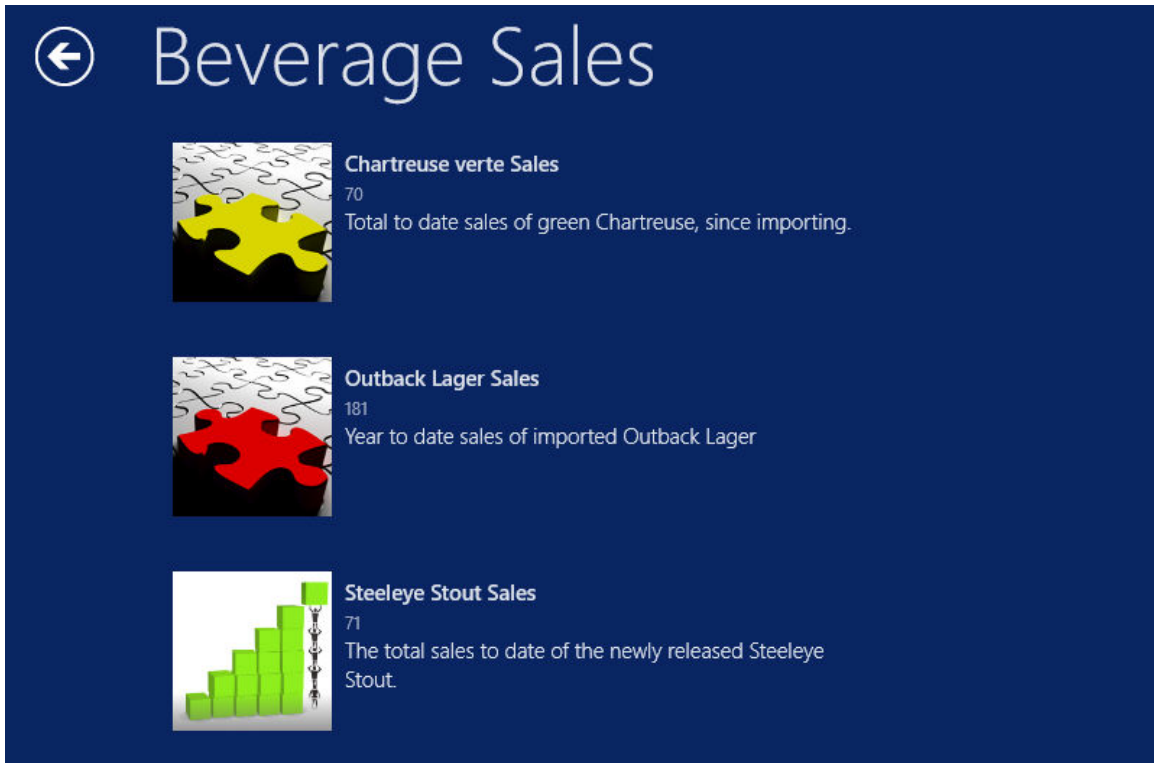 Beverage Sales
Chartreuse verte Sales
70
Total to date sales of green Chartreuse, since importing.
Outback Lager Sales
181
Year to date sales of imported Outback Lager
Steeleye Stout Sales
71
The total sales to date of the newly released Steeleye
Stout.